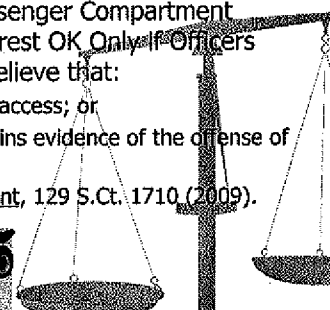 senger Compartment
rest OK Only If Officers
elieve that:
access; or
ins evidence of the offense of
nt, 129 S.Ct. 1710 (2009).